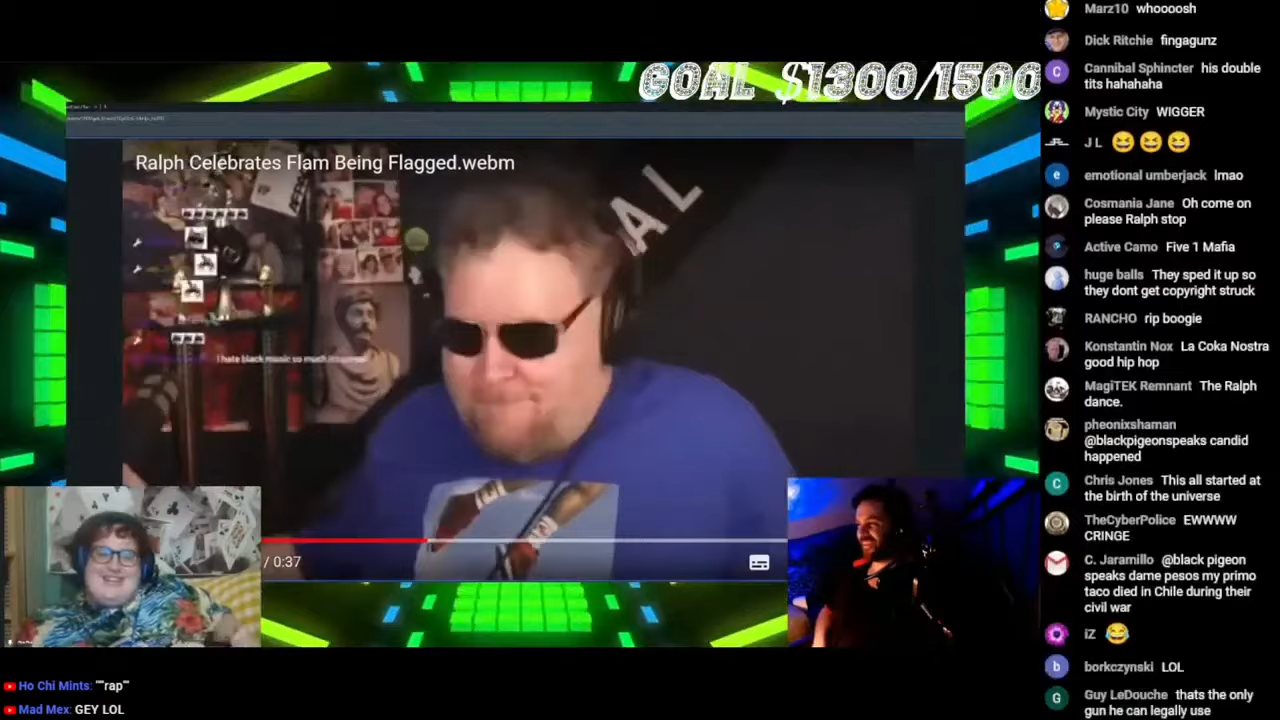 GOAL $1300/1500
Ralph Celebrates Flam Being Flagged.webm
AL
I hate black music so much
/ 0:37
Ho Chi Mints: ""rap""
Mad Mex: GEY LOL
Marz10 whoooosh
Dick Ritchie fingagunz
C
Cannibal Sphincter his double
tits hahahaha
Mystic City WIGGER
J L
e
emotional umberjack lmao
Cosmania Jane Oh come on
please Ralph stop
Active Camo Five 1 Mafia
huge balls They sped it up so
they dont get copyright struck
RANCHO rip boogie
Konstantin Nox La Coka Nostra
good hip hop
MagiTEK Remnant The Ralph
dance.
pheonixshaman
@blackpigeonspeaks candid
happened
C
Chris Jones This all started at
the birth of the universe
TheCyberPolice EWWWW
CRINGE
C. Jaramillo @black pigeon
speaks dame pesos my primo
taco died in Chile during their
civil war
iZ
b
borkczynski LOL
G
Guy LeDouche thats the only
gun he can legally use